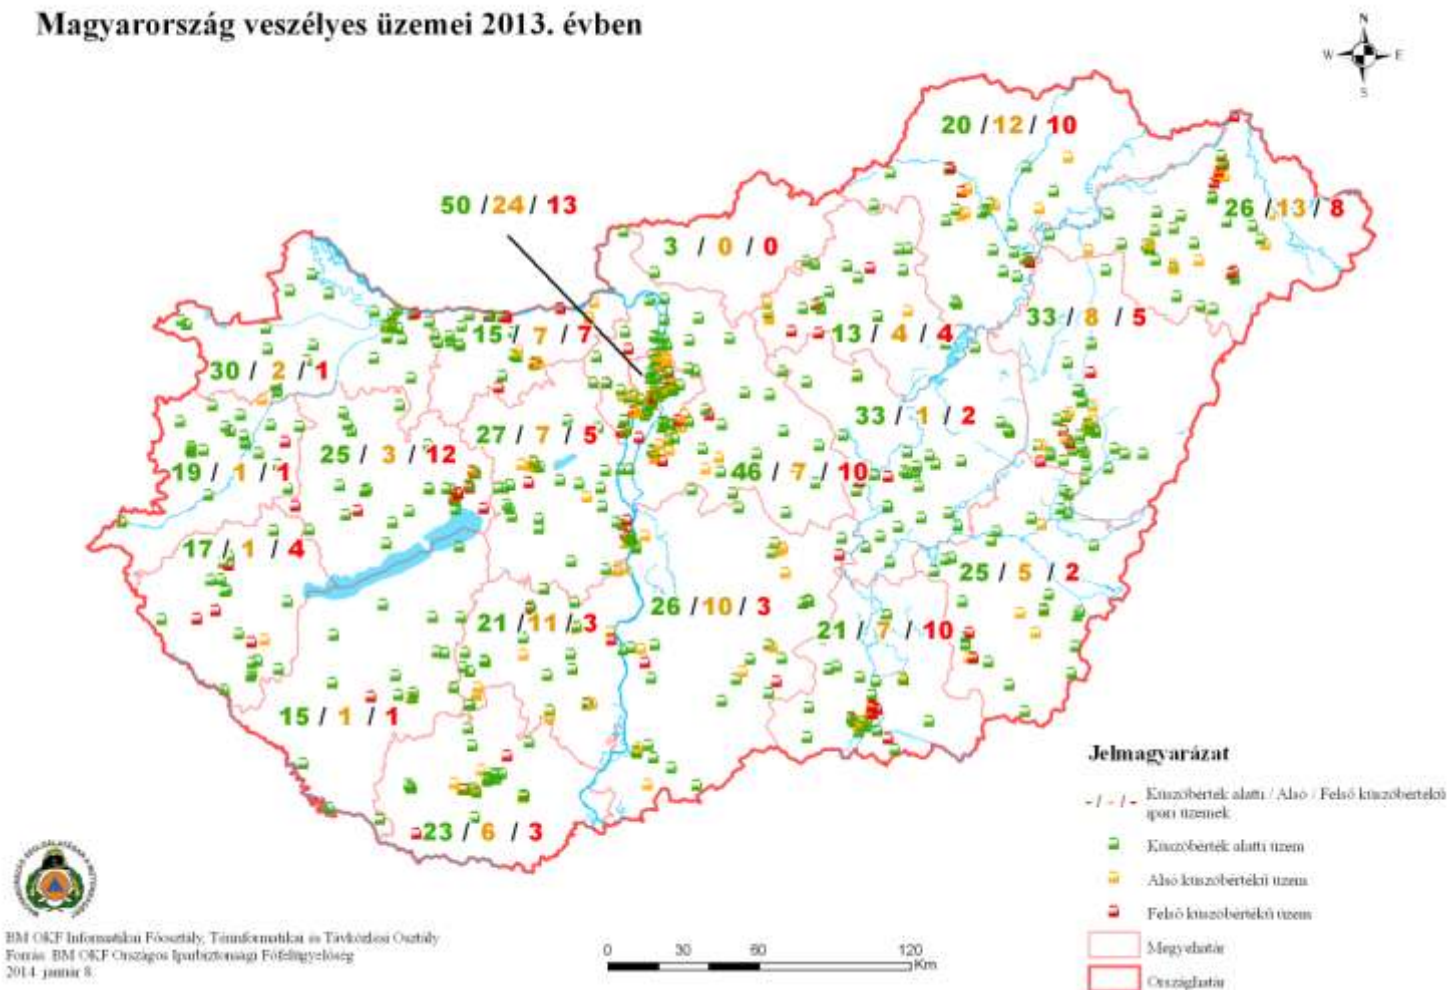 Magyarország veszélyes üzemei 2013. évben
N
W E
S
20 / 12 / 10
50 / 24 / 13
26 / 13 / 8
3 / 0 / 0
15 / 7 / 7
13 / 4 / 4
33 / 8 / 5
30 / 2 / 1
33 / 1 / 2
27 / 7 / 5
25 / 3 / 12
19 / 1 / 1
46 / 7 / 10
17 / 1 / 4
25 / 5 / 2
26 / 10 / 3
21 / 11 / 3
21 / 7 / 10
15 / 1 / 1
23 / 6 / 3
Jelmagyarázat
- / - / - Küszöbérték alatti / Alsó / Felső küszöbértékű
ipari üzemek
Küszöbérték alatti üzem
Alsó küszöbértékű üzem
Felső küszöbértékű üzem
Megyehatár
Országhatár
BM OKF Informatikai Főosztály, Térinformatikai és Távközlési Osztály
Forrás: BM OKF Országos Iparbiztonsági Főfelügyelőség
2014. január 8.
0 30 60 120
Km